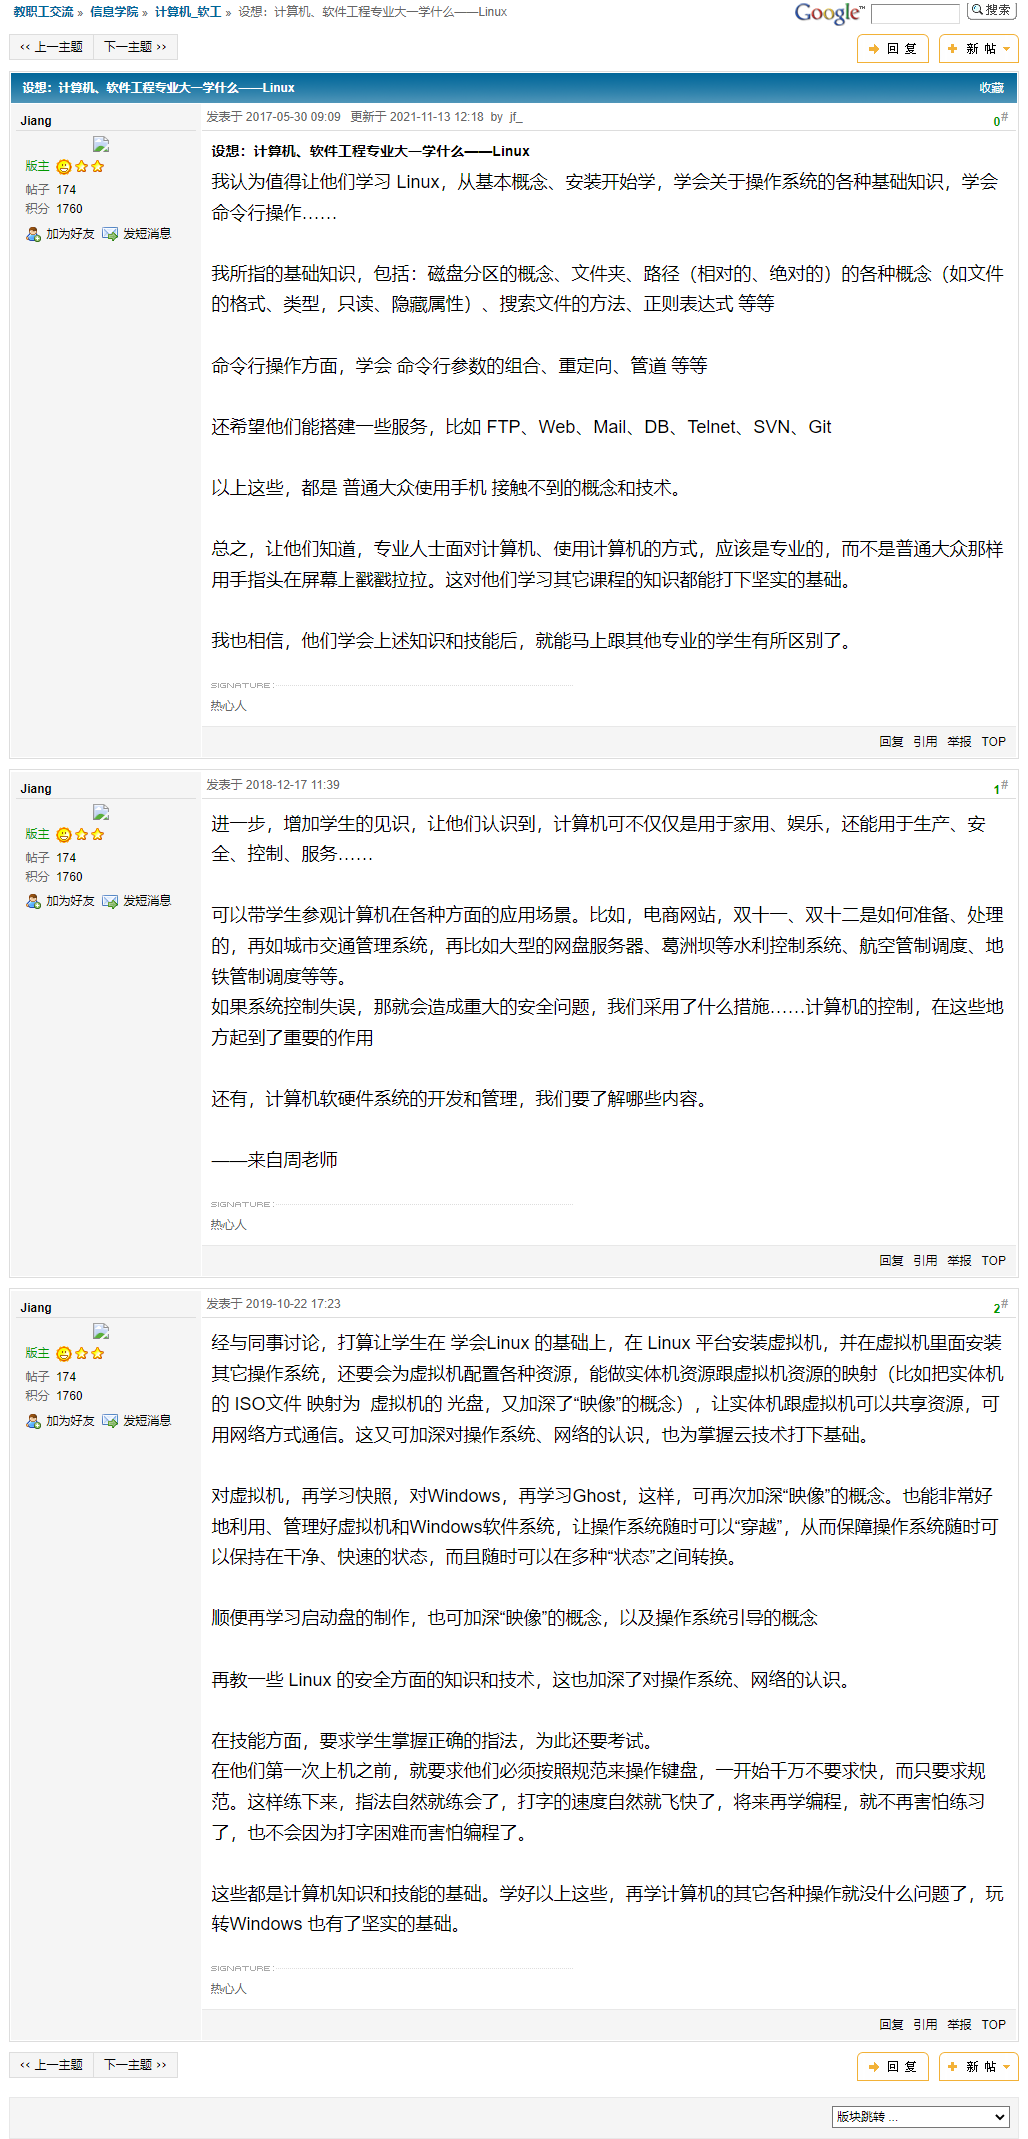 教职工交流 » 信息学院 » 计算机_软工 » 设想：计算机、软件工程专业大一学什么——Linux
Google™ 搜索
‹‹ 上一主题 下一主题 ›› 回 复 新 帖
设想：计算机、软件工程专业大一学什么——Linux 收藏
Jiang 发表于 2017-05-30 09:09 更新于 2021-11-13 12:18 by jf_ 0#
版主
帖子 174
积分 1760
加为好友 发短消息
设想：计算机、软件工程专业大一学什么——Linux
我认为值得让他们学习 Linux，从基本概念、安装开始学，学会关于操作系统的各种基础知识，学会
命令行操作……
我所指的基础知识，包括：磁盘分区的概念、文件夹、路径（相对的、绝对的）的各种概念（如文件
的格式、类型，只读、隐藏属性）、搜索文件的方法、正则表达式 等等
命令行操作方面，学会 命令行参数的组合、重定向、管道 等等
还希望他们能搭建一些服务，比如 FTP、Web、Mail、DB、Telnet、SVN、Git
以上这些，都是 普通大众使用手机 接触不到的概念和技术。
总之，让他们知道，专业人士面对计算机、使用计算机的方式，应该是专业的，而不是普通大众那样
用手指头在屏幕上戳戳拉拉。这对他们学习其它课程的知识都能打下坚实的基础。
我也相信，他们学会上述知识和技能后，就能马上跟其他专业的学生有所区别了。
SIGNATURE:
热心人
回复 引用 举报 TOP
Jiang 发表于 2018-12-17 11:39 1#
版主
帖子 174
积分 1760
加为好友 发短消息
进一步，增加学生的见识，让他们认识到，计算机可不仅仅是用于家用、娱乐，还能用于生产、安
全、控制、服务……
可以带学生参观计算机在各种方面的应用场景。比如，电商网站，双十一、双十二是如何准备、处理
的，再如城市交通管理系统，再比如大型的网盘服务器、葛洲坝等水利控制系统、航空管制调度、地
铁管制调度等等。
如果系统控制失误，那就会造成重大的安全问题，我们采用了什么措施……计算机的控制，在这些地
方起到了重要的作用
还有，计算机软硬件系统的开发和管理，我们要了解哪些内容。
——来自周老师
SIGNATURE:
热心人
回复 引用 举报 TOP
Jiang 发表于 2019-10-22 17:23 2#
版主
帖子 174
积分 1760
加为好友 发短消息
经与同事讨论，打算让学生在 学会Linux 的基础上，在 Linux 平台安装虚拟机，并在虚拟机里面安装
其它操作系统，还要会为虚拟机配置各种资源，能做实体机资源跟虚拟机资源的映射（比如把实体机
的 ISO文件 映射为 虚拟机的 光盘，又加深了“映像”的概念），让实体机跟虚拟机可以共享资源，可
用网络方式通信。这又可加深对操作系统、网络的认识，也为掌握云技术打下基础。
对虚拟机，再学习快照，对Windows，再学习Ghost，这样，可再次加深“映像”的概念。也能非常好
地利用、管理好虚拟机和Windows软件系统，让操作系统随时可以“穿越”，从而保障操作系统随时可
以保持在干净、快速的状态，而且随时可以在多种“状态”之间转换。
顺便再学习启动盘的制作，也可加深“映像”的概念，以及操作系统引导的概念
再教一些 Linux 的安全方面的知识和技术，这也加深了对操作系统、网络的认识。
在技能方面，要求学生掌握正确的指法，为此还要考试。
在他们第一次上机之前，就要求他们必须按照规范来操作键盘，一开始千万不要求快，而只要求规
范。这样练下来，指法自然就练会了，打字的速度自然就飞快了，将来再学编程，就不再害怕练习
了，也不会因为打字困难而害怕编程了。
这些都是计算机知识和技能的基础。学好以上这些，再学计算机的其它各种操作就没什么问题了，玩
转Windows 也有了坚实的基础。
SIGNATURE:
热心人
回复 引用 举报 TOP
‹‹ 上一主题 下一主题 ›› 回 复 新 帖
版块跳转 ...